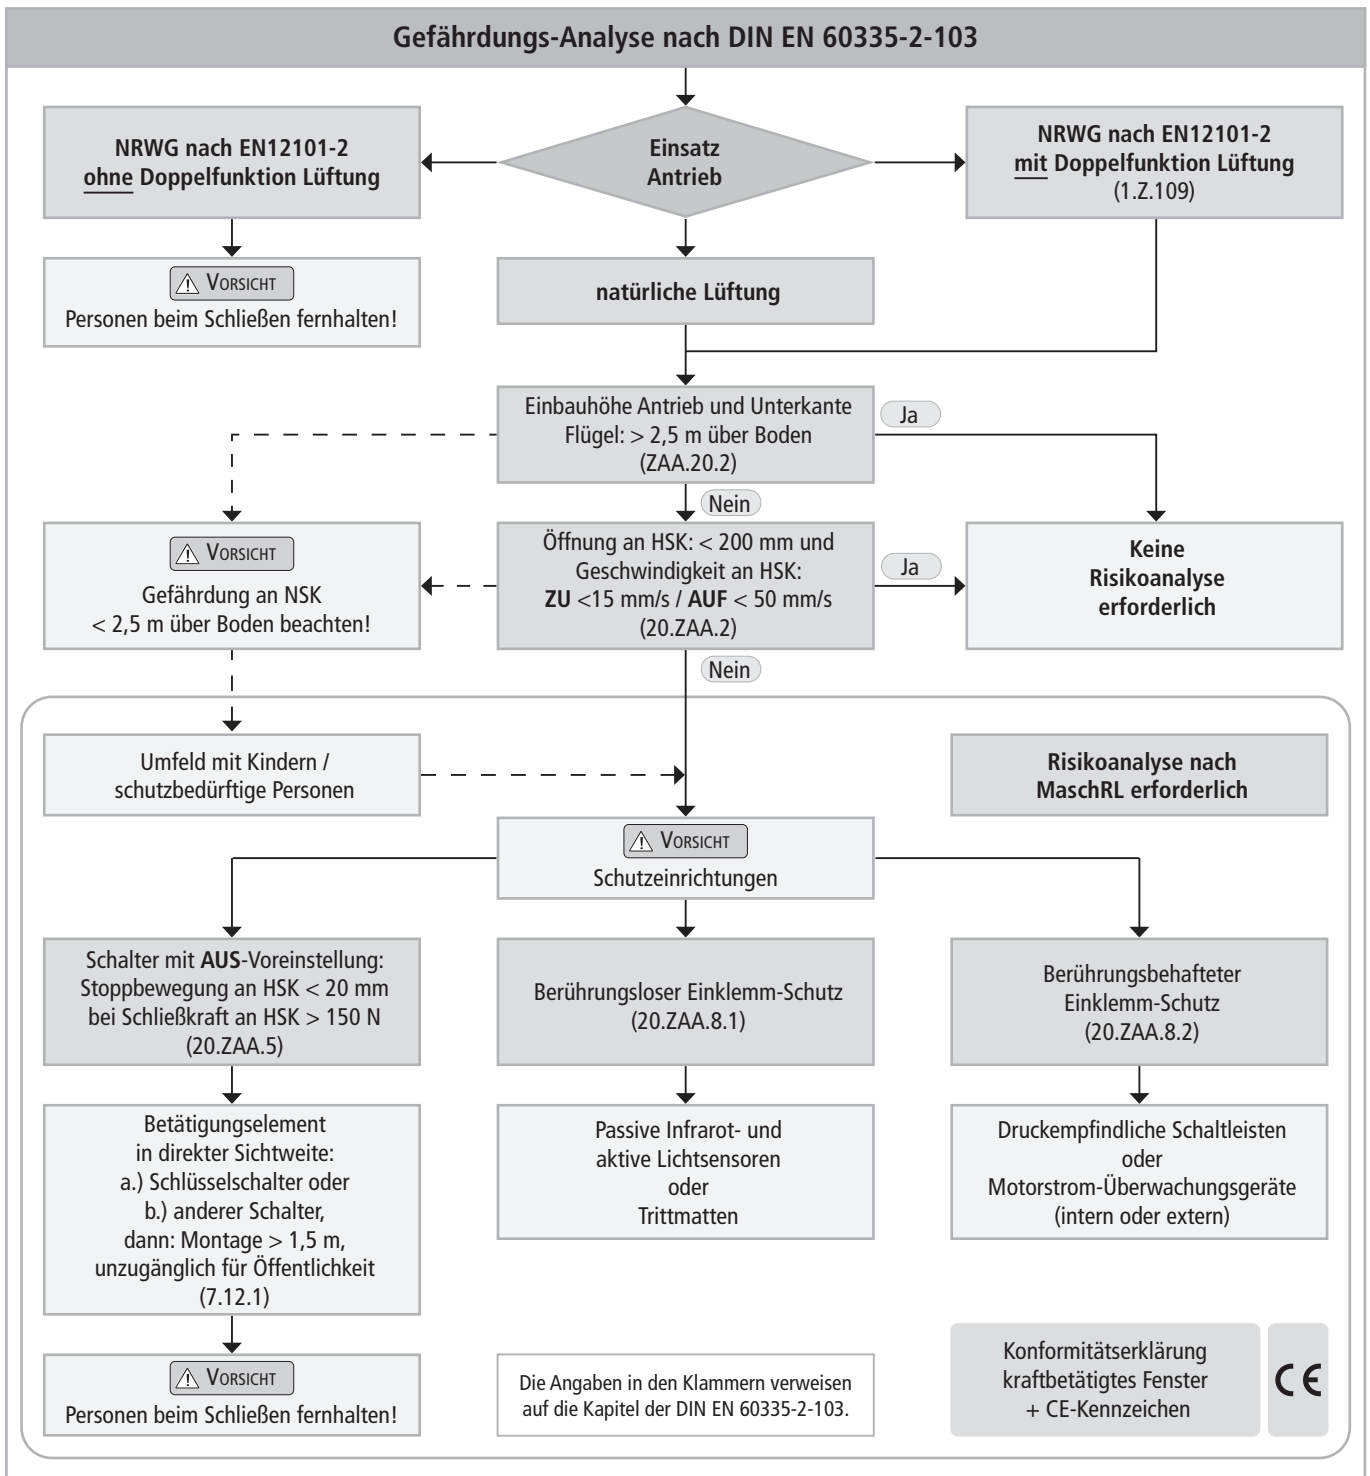 Gefährdungs-Analyse nach DIN EN 60335-2-103
NRWG nach EN12101-2
ohne Doppelfunktion Lüftung
Einsatz
Antrieb
NRWG nach EN12101-2
mit Doppelfunktion Lüftung
(1.Z.109)
VORSICHT
Personen beim Schließen fernhalten!
natürliche Lüftung
Einbauhöhe Antrieb und Unterkante
Flügel: > 2,5 m über Boden
(ZAA.20.2)
Ja
Nein
VORSICHT
Gefährdung an NSK
< 2,5 m über Boden beachten!
Öffnung an HSK: < 200 mm und
Geschwindigkeit an HSK:
ZU <15 mm/s / AUF < 50 mm/s
(20.ZAA.2)
Ja
Keine
Risikoanalyse
erforderlich
Nein
Umfeld mit Kindern /
schutzbedürftige Personen
Risikoanalyse nach
MaschRL erforderlich
VORSICHT
Schutzeinrichtungen
Schalter mit AUS-Voreinstellung:
Stoppbewegung an HSK < 20 mm
bei Schließkraft an HSK > 150 N
(20.ZAA.5)
Berührungsloser Einklemm-Schutz
(20.ZAA.8.1)
Berührungsbehafteter
Einklemm-Schutz
(20.ZAA.8.2)
Betätigungselement
in direkter Sichtweite:
a.) Schlüsselschalter oder
b.) anderer Schalter,
dann: Montage > 1,5 m,
unzugänglich für Öffentlichkeit
(7.12.1)
Passive Infrarot- und
aktive Lichtsensoren
oder
Trittmatten
Druckempfindliche Schaltleisten
oder
Motorstrom-Überwachungsgeräte
(intern oder extern)
VORSICHT
Personen beim Schließen fernhalten!
Die Angaben in den Klammern verweisen
auf die Kapitel der DIN EN 60335-2-103.
Konformitätserklärung
kraftbetätigtes Fenster
+ CE-Kennzeichen
CE